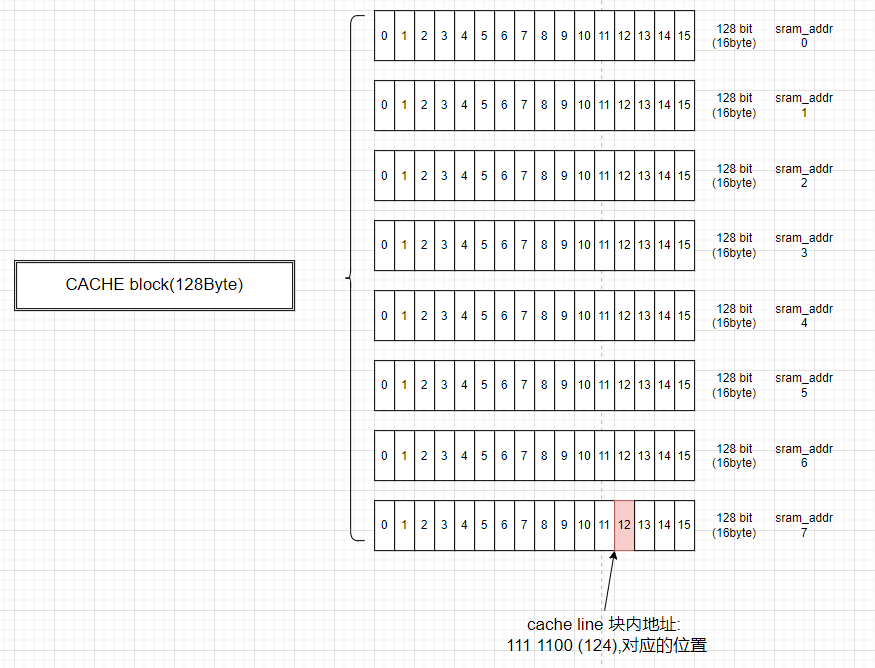 0 1 2 3 4 5 6 7 8 9 10 11 12 13 14 15
128 bit
(16byte)
sram_addr
0
0 1 2 3 4 5 6 7 8 9 10 11 12 13 14 15
128 bit
(16byte)
sram_addr
1
0 1 2 3 4 5 6 7 8 9 10 11 12 13 14 15
128 bit
(16byte)
sram_addr
2
0 1 2 3 4 5 6 7 8 9 10 11 12 13 14 15
128 bit
(16byte)
sram_addr
3
CACHE block(128Byte)
0 1 2 3 4 5 6 7 8 9 10 11 12 13 14 15
128 bit
(16byte)
sram_addr
4
0 1 2 3 4 5 6 7 8 9 10 11 12 13 14 15
128 bit
(16byte)
sram_addr
5
0 1 2 3 4 5 6 7 8 9 10 11 12 13 14 15
128 bit
(16byte)
sram_addr
6
0 1 2 3 4 5 6 7 8 9 10 11 12 13 14 15
128 bit
(16byte)
sram_addr
7
cache line 块内地址:
111 1100 (124),对应的位置